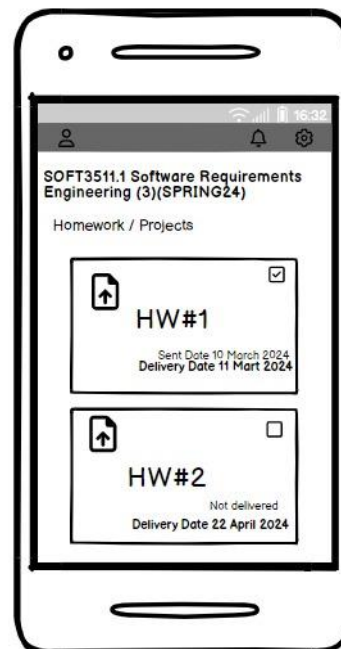 16:32
SOFT3511.1 Software Requirements
Engineering (3)(SPRING24)
Homework / Projects
HW#1
Sent Date 10 March 2024
Delivery Date 11 Mart 2024
HW#2
Not delivered
Delivery Date 22 April 2024